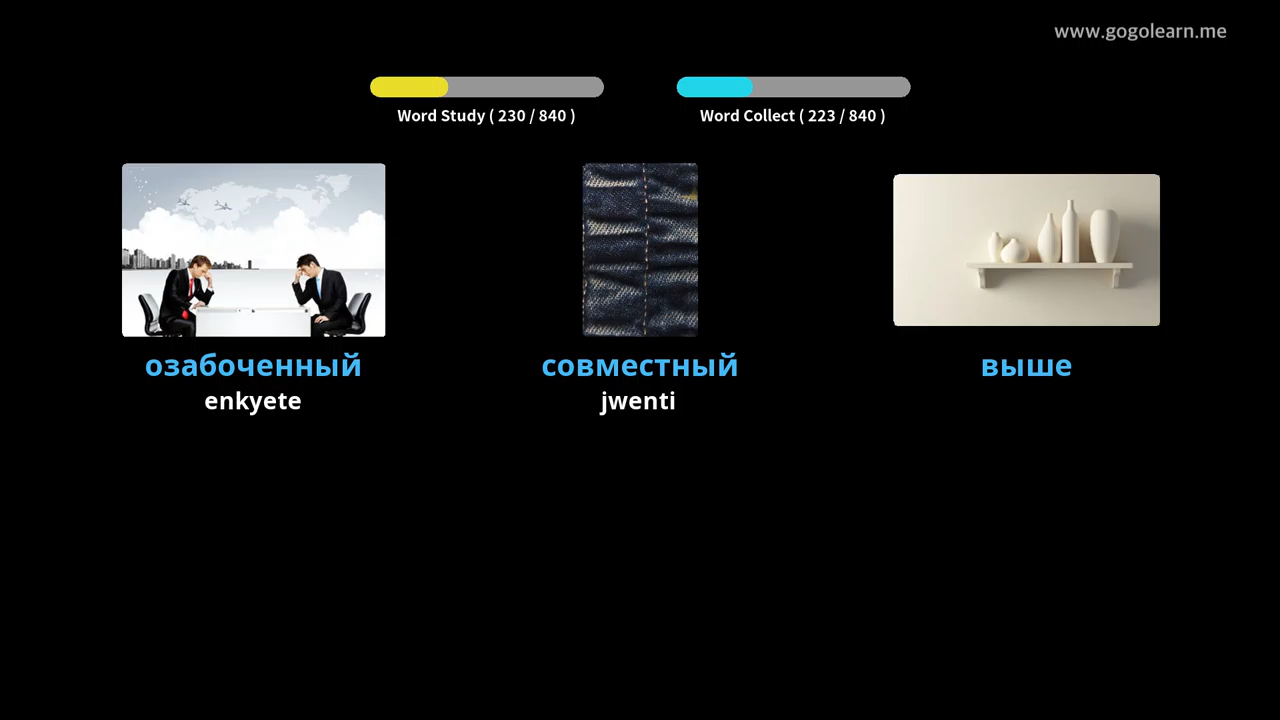 www.gogolearn.me
Word Study ( 230 / 840 )
Word Collect ( 223 / 840 )
озабоченный
enkyete
совместный
jwenti
выше